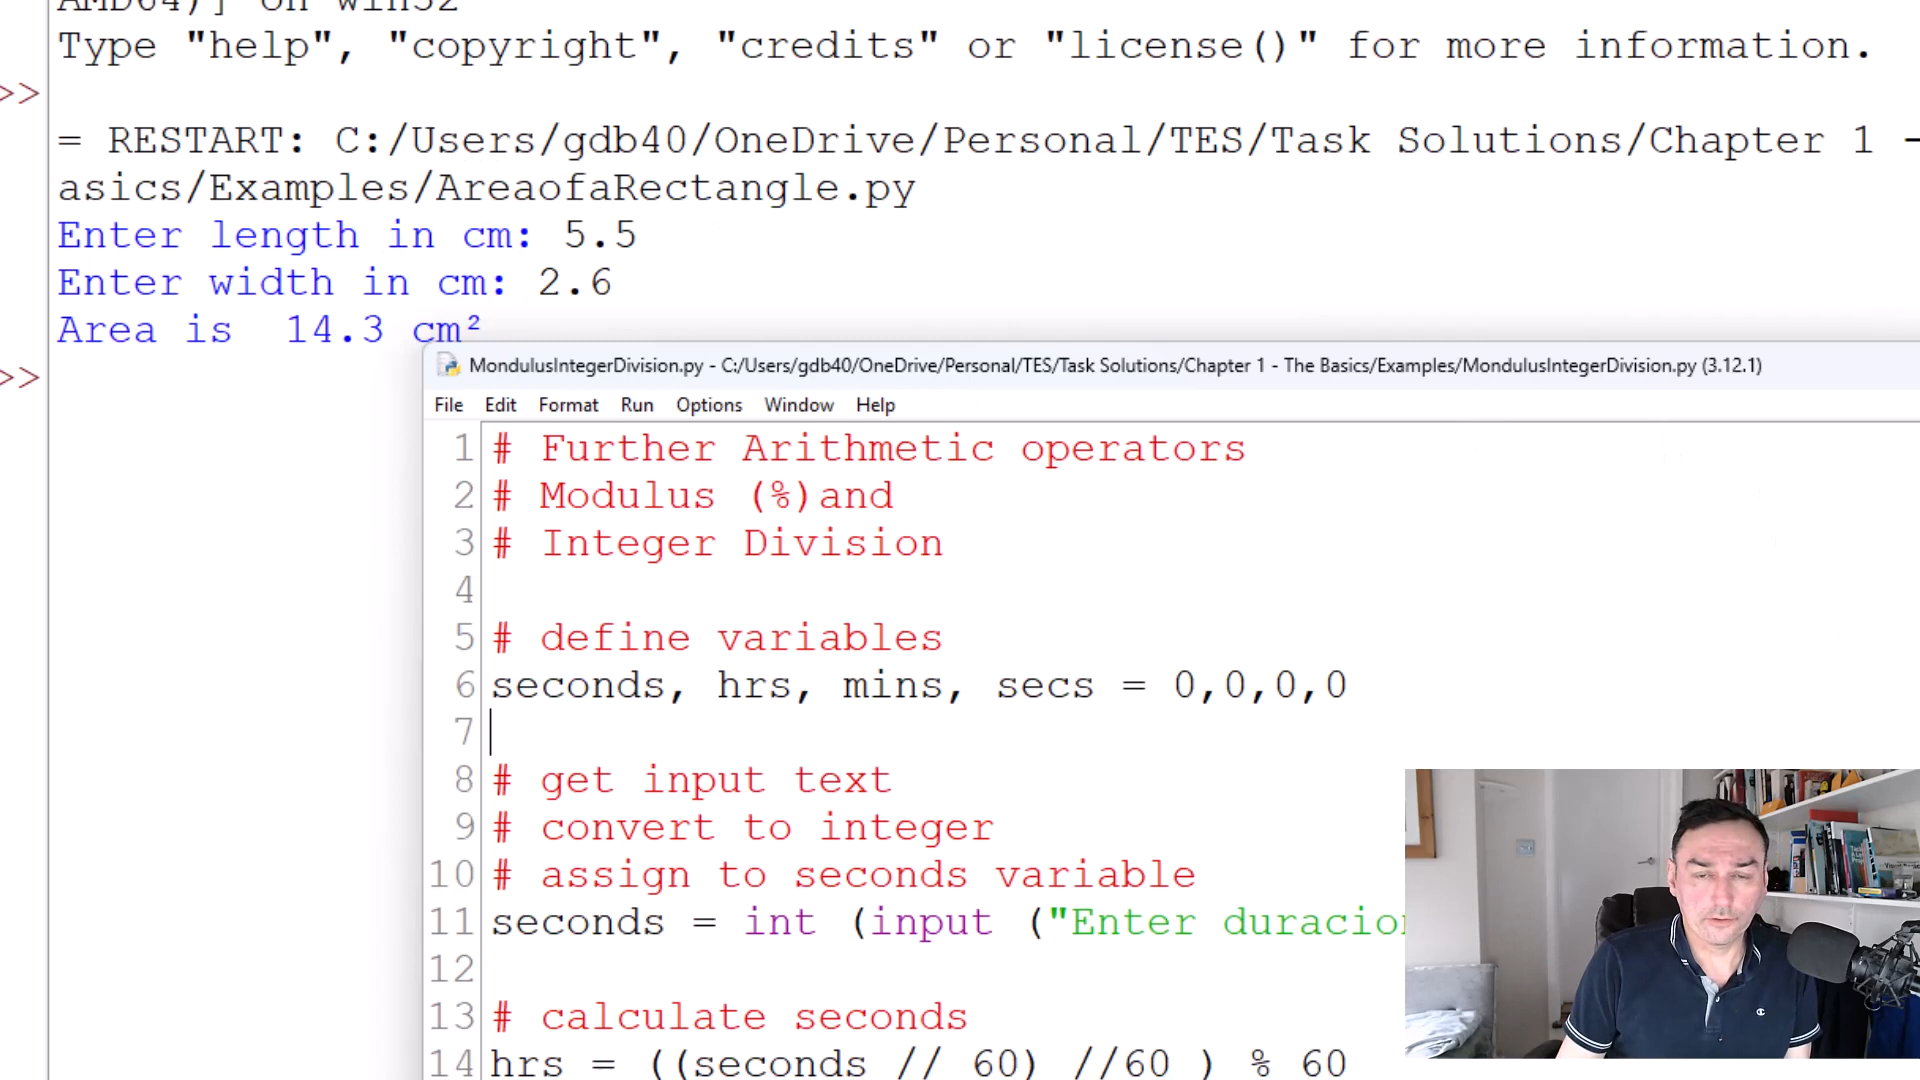 AMD64)] on win32
Type "help", "copyright", "credits" or "license()" for more information.
>>
= RESTART: C:/Users/gdb40/OneDrive/Personal/TES/Task Solutions/Chapter 1 -
asics/Examples/AreaofaRectangle.py
Enter length in cm: 5.5
Enter width in cm: 2.6
Area is  14.3 cm²
>>
MondulusIntegerDivision.py - C:/Users/gdb40/OneDrive/Personal/TES/Task Solutions/Chapter 1 - The Basics/Examples/MondulusIntegerDivision.py (3.12.1)
File Edit Format Run Options Window Help
1 # Further Arithmetic operators
2 # Modulus (%)and
3 # Integer Division
4
5 # define variables
6 seconds, hrs, mins, secs = 0,0,0,0
7
8 # get input text
9 # convert to integer
10 # assign to seconds variable
11 seconds = int (input ("Enter duracion
12
13 # calculate seconds
14 hrs = ((seconds // 60) //60 ) % 60